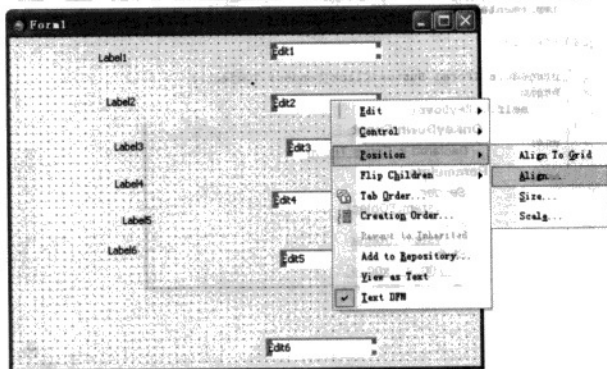 Form1
Label1
Edit1
Label2
Edit2
Edit
Control
Label3
Edit3
Position
Align To Grid
Flip Children
Align...
Label4
Edit4
Tab Order...
Size...
Creation Order...
Scale...
Label5
Revert to Inherited
Label6
Edit5
Add to Repository...
View as Text
Text DFM
Edit6